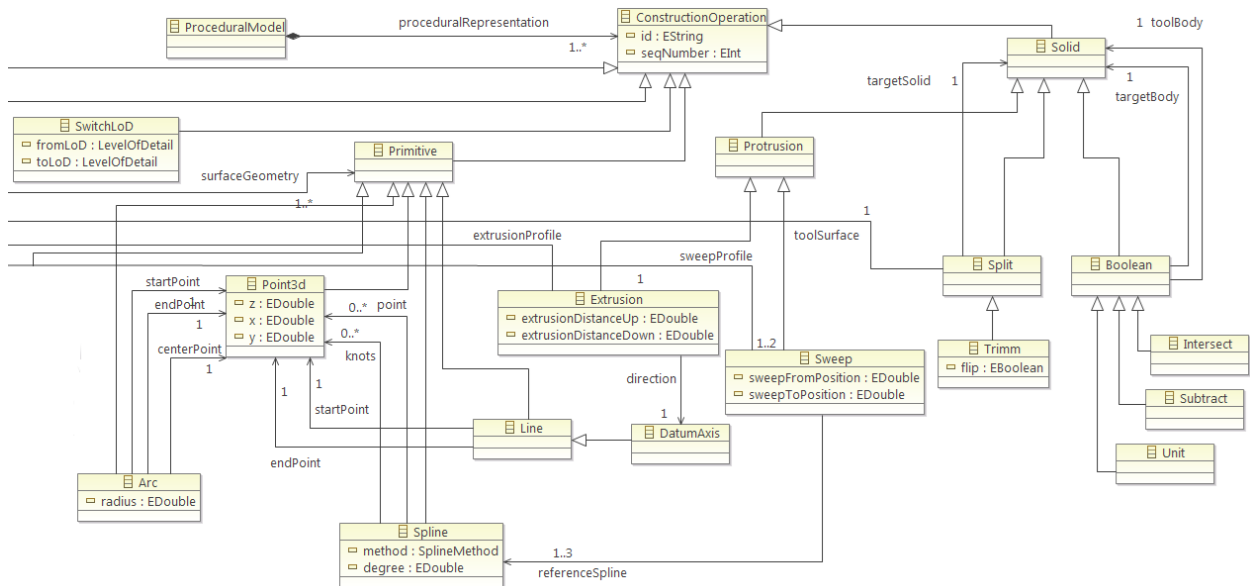 ProceduralModel
proceduralRepresentation
1..*
ConstructionOperation
id : EString
seqNumber : EInt
1 toolBody
Solid
targetSolid
1
1
targetBody
SwitchLoD
fromLoD : LevelOfDetail
toLoD : LevelOfDetail
Primitive
Protrusion
surfaceGeometry
1..*
1
toolSurface
extrusionProfile
sweepProfile
Split
Boolean
startPoint
1
endPoint
1
centerPoint
1
Point3d
z : EDouble
x : EDouble
y : EDouble
0..* point
0..*
knots
1
Extrusion
extrusionDistanceUp : EDouble
extrusionDistanceDown : EDouble
1..2
Sweep
sweepFromPosition : EDouble
sweepToPosition : EDouble
Trimm
flip : EBoolean
Intersect
Subtract
Unit
direction
1
1
1
startPoint
endPoint
Line
DatumAxis
Arc
radius : EDouble
Spline
method : SplineMethod
degree : EDouble
1..3
referenceSpline